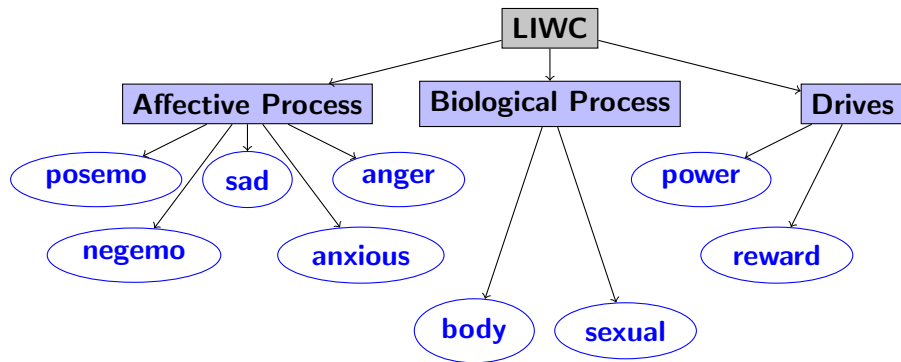 LIWC
Affective Process
Biological Process
Drives
posemo
sad
anger
power
negemo
anxious
reward
body
sexual